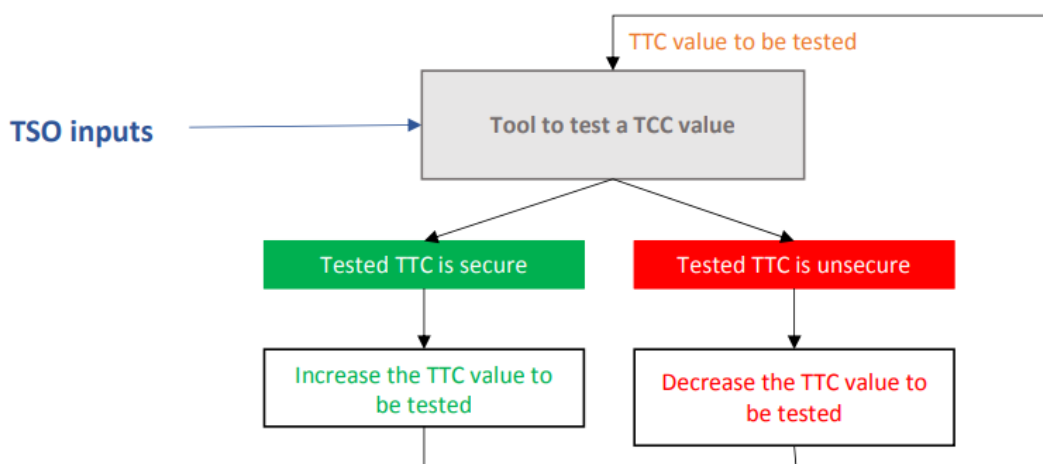 TTC value to be tested
TSO inputs
Tool to test a TCC value
Tested TTC is secure
Tested TTC is unsecure
Increase the TTC value to
be tested
Decrease the TTC value to
be tested